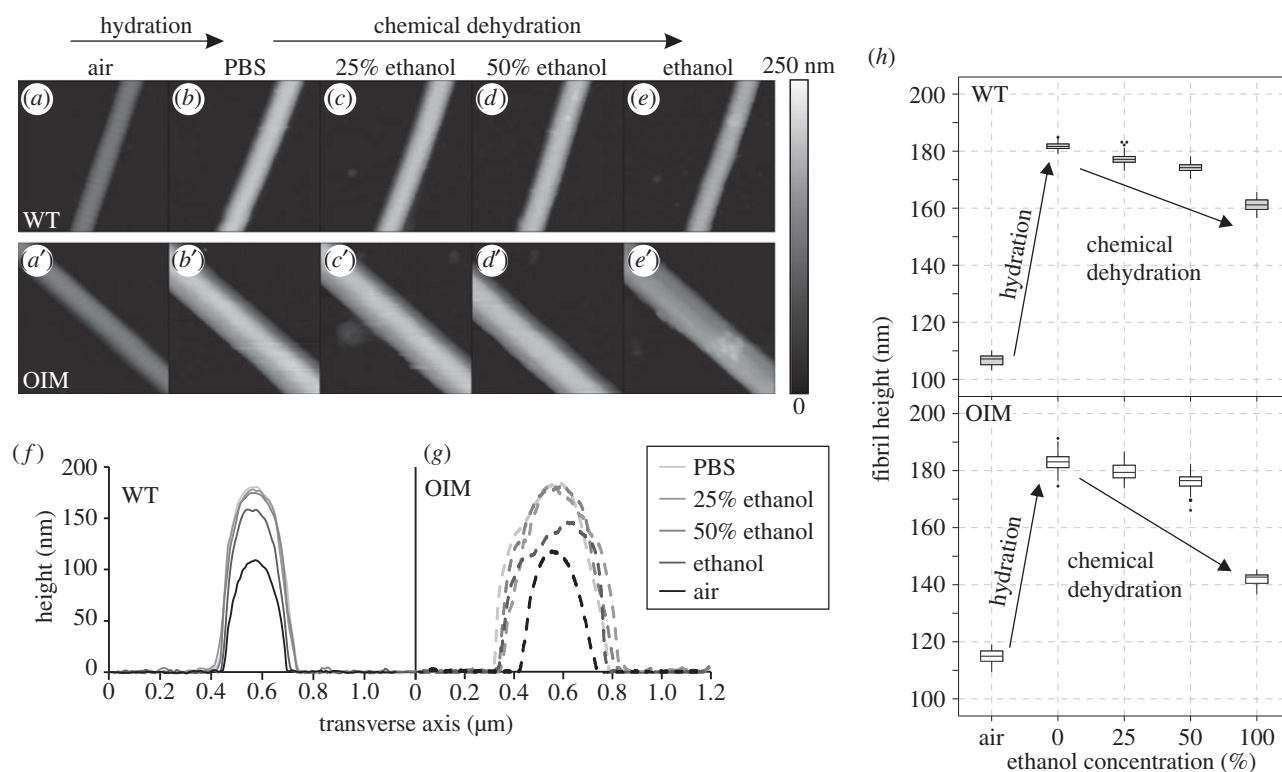 hydration
chemical dehydration
air
PBS
25% ethanol
50% ethanol
ethanol
250 nm
(a)
(b)
(c)
(d)
(e)
WT
(a′)
(b′)
(c′)
(d′)
(e′)
OIM
0
(f)
200
150
100
50
0
height (nm)
WT
0
0.2
0.4
0.6
0.8
1.0
(g)
OIM
0
0.2
0.4
0.6
0.8
1.0
1.2
transverse axis (µm)
PBS
25% ethanol
50% ethanol
ethanol
air
(h)
WT
200
180
160
140
120
100
hydration
chemical
dehydration
fibril height (nm)
OIM
200
180
160
140
120
100
hydration
chemical
dehydration
air
0
25
50
100
ethanol concentration (%)